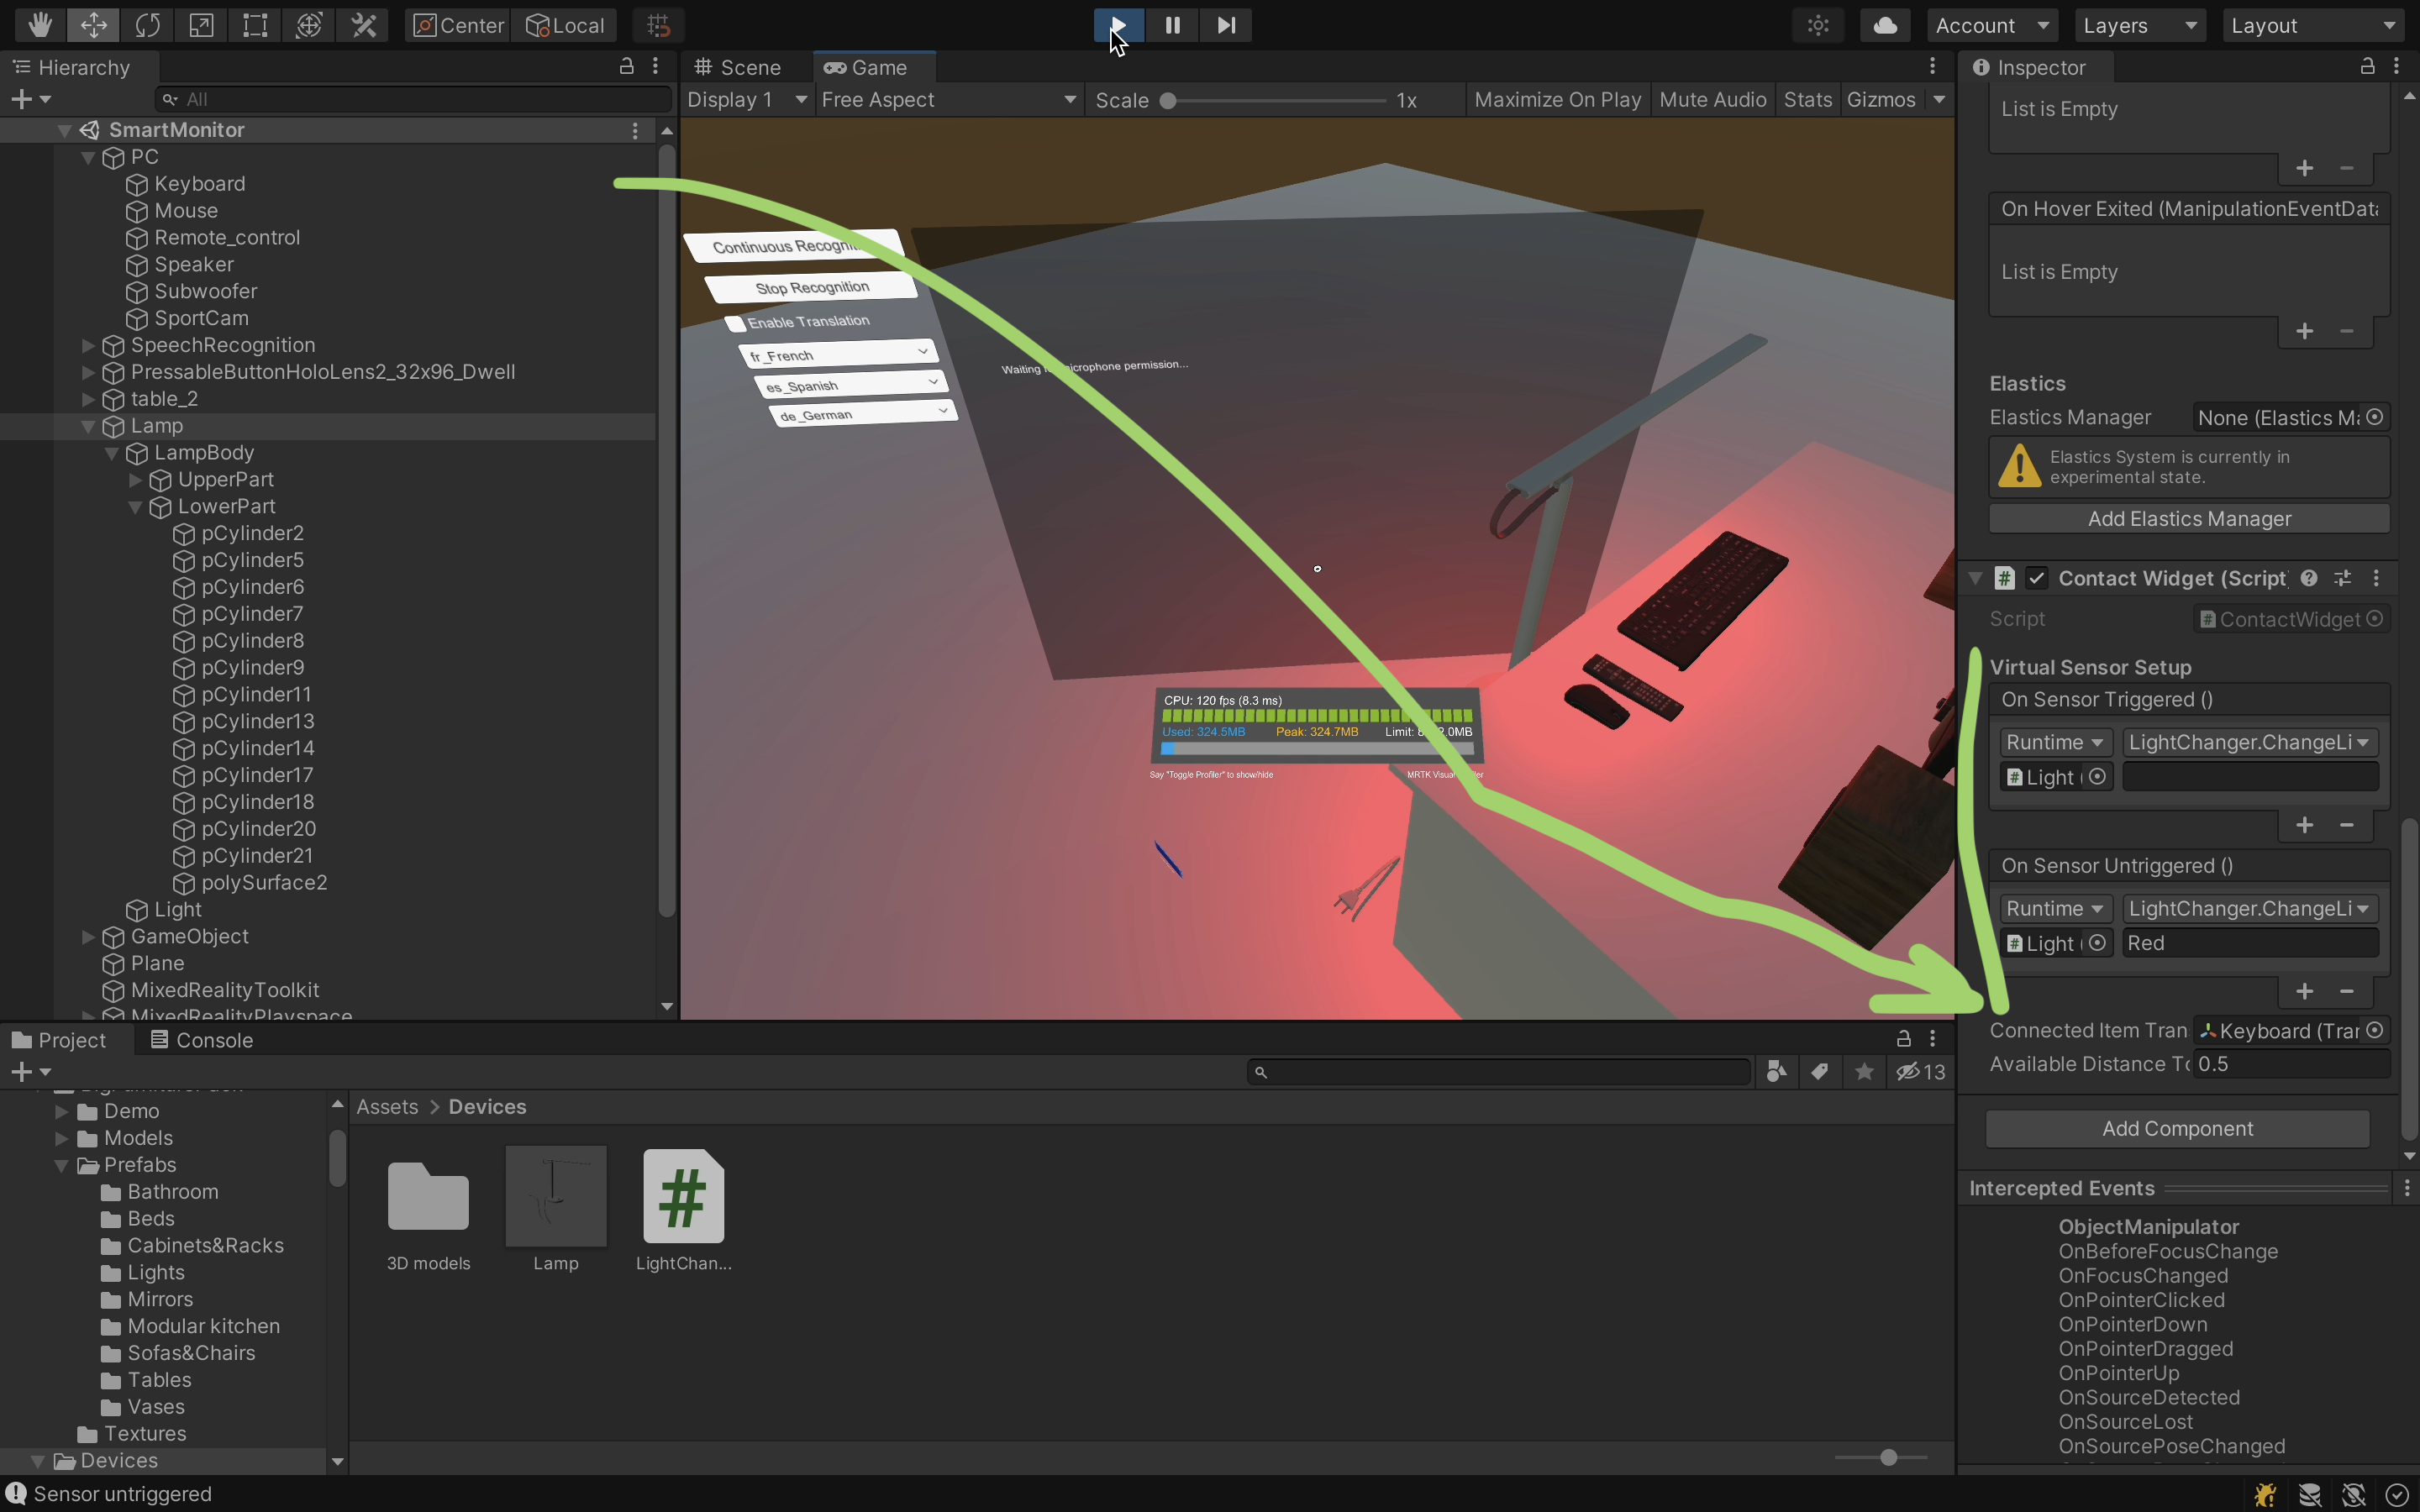 Center
Local
Account
Layers
Layout
Hierarchy
All
SmartMonitor
PC
Keyboard
Mouse
Remote_control
Speaker
Subwoofer
SportCam
SpeechRecognition
PressableButtonHoloLens2_32x96_Dwell
table_2
Lamp
LampBody
UpperPart
LowerPart
pCylinder2
pCylinder5
pCylinder6
pCylinder7
pCylinder8
pCylinder9
pCylinder11
pCylinder13
pCylinder14
pCylinder17
pCylinder18
pCylinder20
pCylinder21
polySurface2
Light
GameObject
Plane
MixedRealityToolkit
MixedRealityPlayspace
Scene
Game
Display 1
Free Aspect
Scale
1x
Maximize On Play
Mute Audio
Stats
Gizmos
Continuous Recogni
Stop Recognition
Enable Translation
fr_French
es_Spanish
de_German
Waiting microphone permission...
CPU: 120 fps (8.3 ms)
Used: 324.5MB Peak: 324.7MB Limit:
Say "Toggle Profiler" to show/hide
MRTK
Inspector
List is Empty
On Hover Exited (ManipulationEventData
List is Empty
Elastics
Elastics Manager None (Elastics Ma
Elastics System is currently in
experimental state.
Add Elastics Manager
Contact Widget (Script
Script ContactWidget
Virtual Sensor Setup
On Sensor Triggered ()
Runtime LightChanger.ChangeLi
Light (
On Sensor Untriggered ()
Runtime LightChanger.ChangeLi
Light ( Red
Connected Item Tran Keyboard (Trar
Available Distance To 0.5
Add Component
Intercepted Events
ObjectManipulator
OnBeforeFocusChange
OnFocusChanged
OnPointerClicked
OnPointerDown
OnPointerDragged
OnPointerUp
OnSourceDetected
OnSourceLost
OnSourcePoseChanged
Project
Console
13
Demo
Models
Prefabs
Bathroom
Beds
Cabinets&Racks
Lights
Mirrors
Modular kitchen
Sofas&Chairs
Tables
Vases
Textures
Devices
Assets > Devices
3D models
Lamp
LightChan...
Sensor untriggered